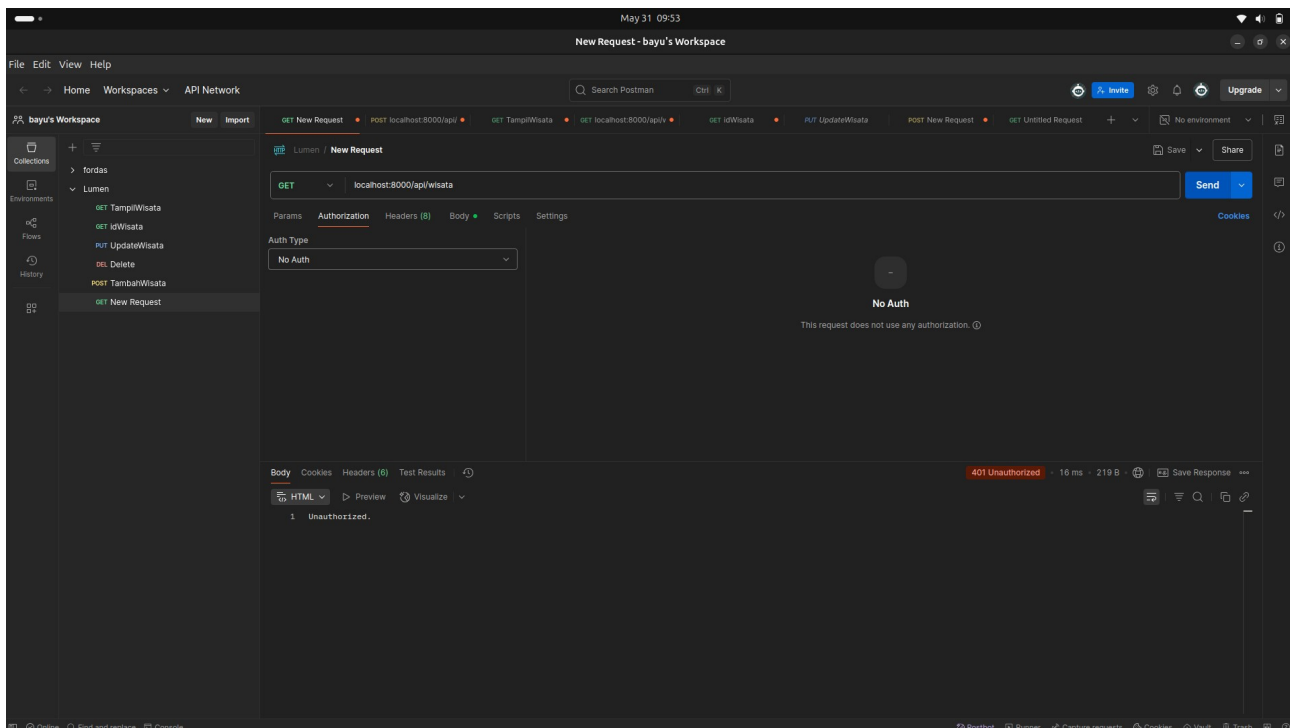 May 31 09:53
New Request - bayu's Workspace
File Edit View Help
Home Workspaces API Network
Search Postman Ctrl K
Invite
Upgrade
bayu's Workspace
New Import
GET New Request
POST localhost:8000/api/
GET TampilWisata
GET localhost:8000/api/v
GET idWisata
PUT UpdateWisata
POST New Request
GET Untitled Request
No environment
Collections
Environments
Flows
History
fordas
Lumen
GET TampilWisata
GET idWisata
PUT UpdateWisata
DEL Delete
POST TambahWisata
GET New Request
HTTP Lumen / New Request
Save Share
GET localhost:8000/api/wisata
Send
Params Authorization Headers (8) Body Scripts Settings
Cookies
Auth Type
No Auth
No Auth
This request does not use any authorization.
Body Cookies Headers (6) Test Results
401 Unauthorized 16 ms 219 B Save Response
HTML Preview Visualize
1 Unauthorized.
Online Find and replace Console
Postbot Runner Capture requests Cookies Vault Trash